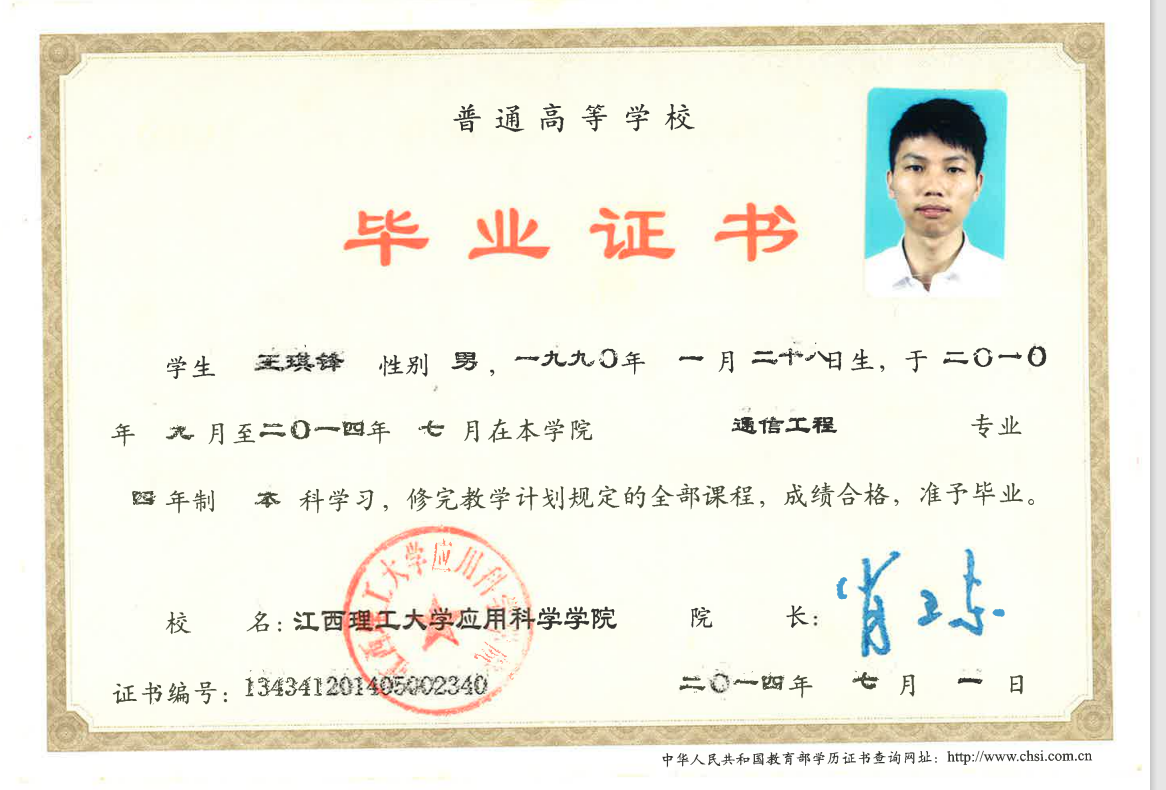 普通高等学校
毕业证书
学生 王琪锋 性别 男，一九九〇年 一月二十八日生，于二〇一〇
年 九月至二〇一四年 七月在本学院 通信工程 专业
四年制 本科学习，修完教学计划规定的全部课程，成绩合格，准予毕业。
江西理工大学应用科学学院
校 名：江西理工大学应用科学学院 院 长：
证书编号：134341201405002340 二〇一四年 七月 一日
中华人民共和国教育部学历证书查询网址：http://www.chsi.com.cn